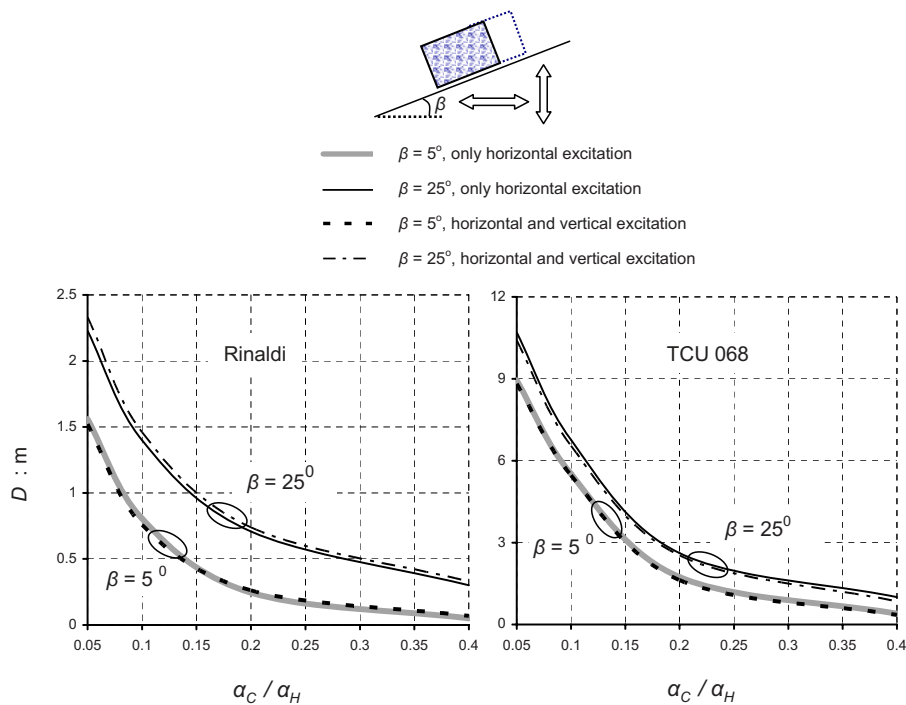 β
β = 5°, only horizontal excitation
β = 25°, only horizontal excitation
β = 5°, horizontal and vertical excitation
β = 25°, horizontal and vertical excitation
D : m
2.5
2
1.5
1
0.5
0
Rinaldi
β = 25⁰
β = 5⁰
0.05 0.1 0.15 0.2 0.25 0.3 0.35 0.4
α_C / α_H
12
9
6
3
0
TCU 068
β = 25⁰
β = 5⁰
0.05 0.1 0.15 0.2 0.25 0.3 0.35 0.4
α_C / α_H